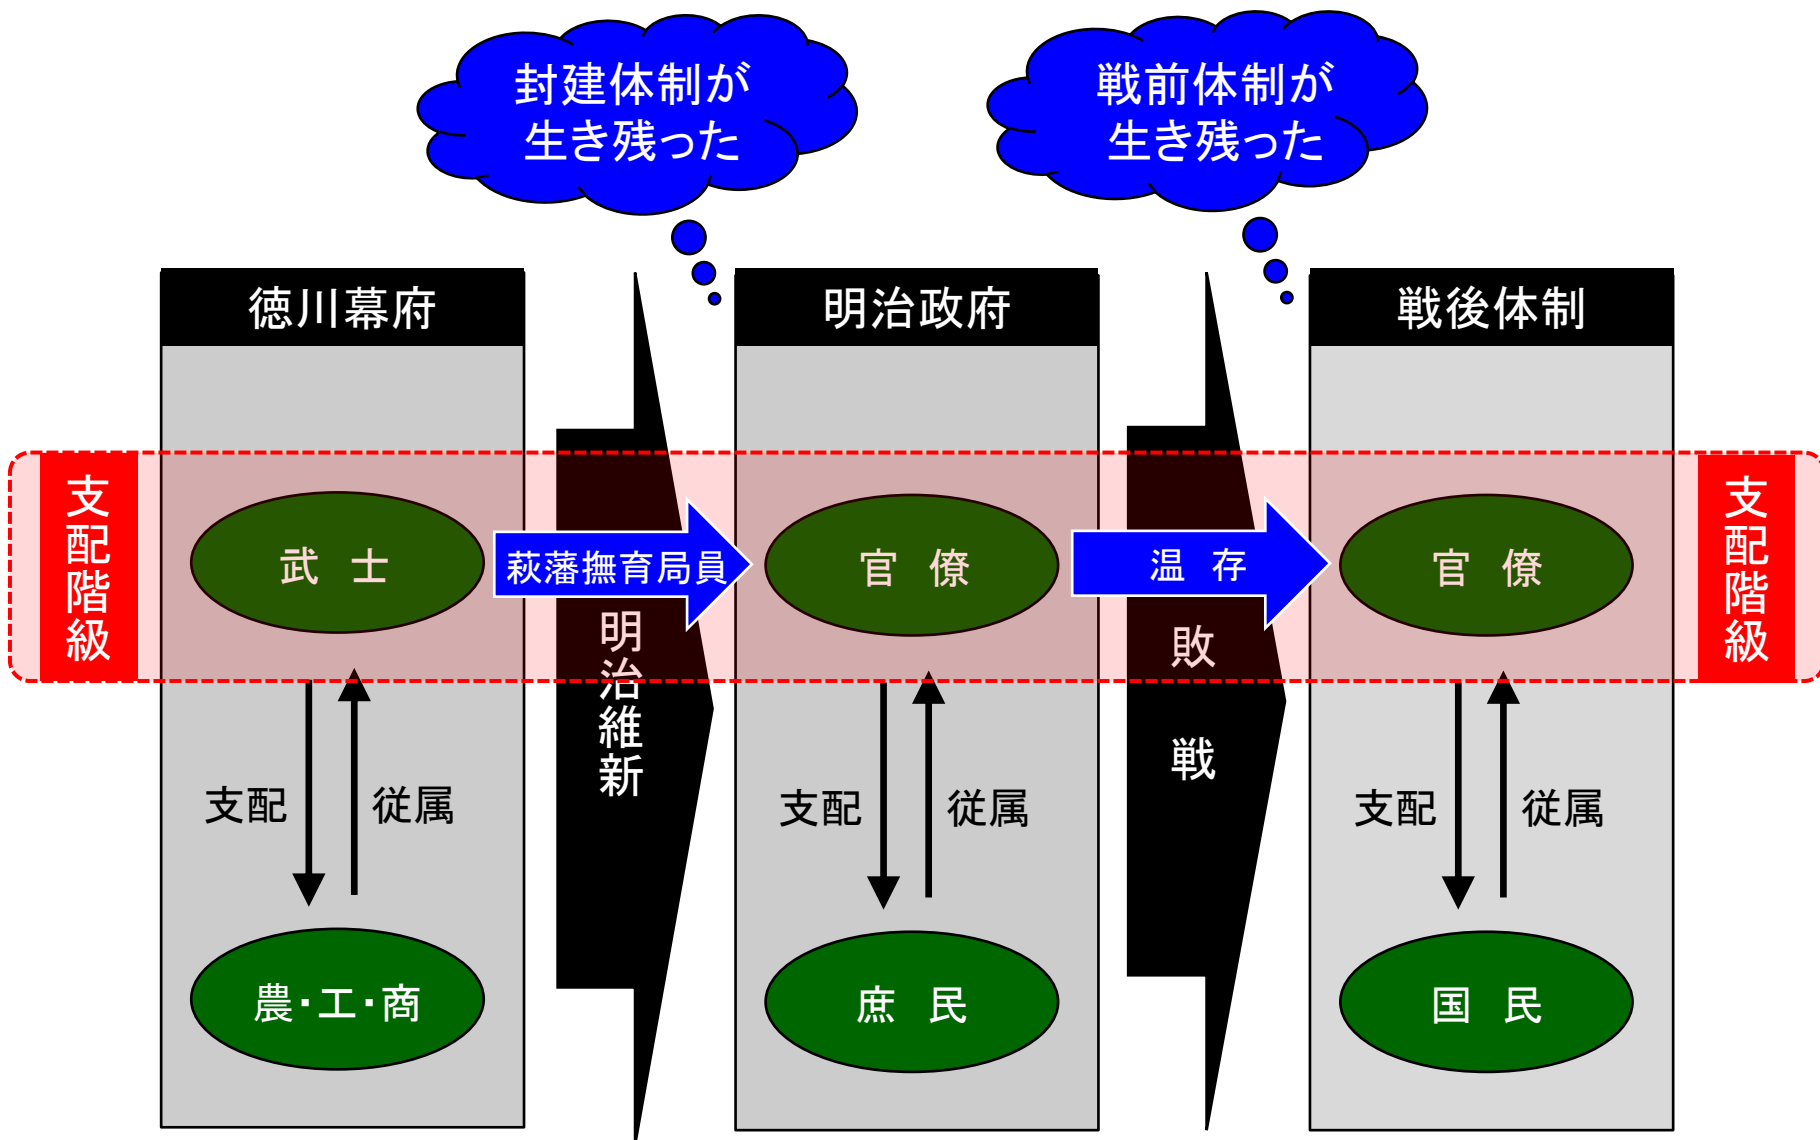 封建体制が
生き残った
戦前体制が
生き残った
徳川幕府
明治政府
戦後体制
支配階級
武 士
萩藩撫育局員
官 僚
温 存
官 僚
支配階級
明治維新
敗戦
支配
従属
支配
従属
支配
従属
農・工・商
庶 民
国 民